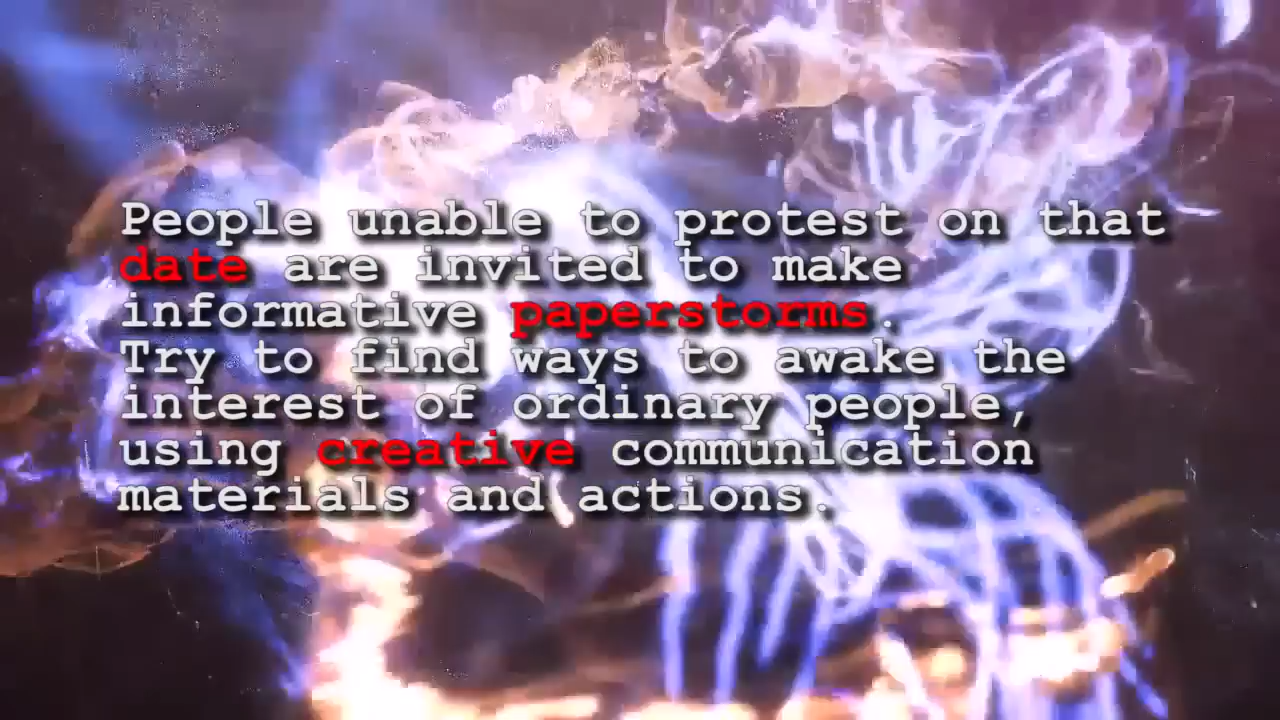 People unable to protest on that
date are invited to make
informative paperstorms.
Try to find ways to awake the
interest of ordinary people,
using creative communication
materials and actions.